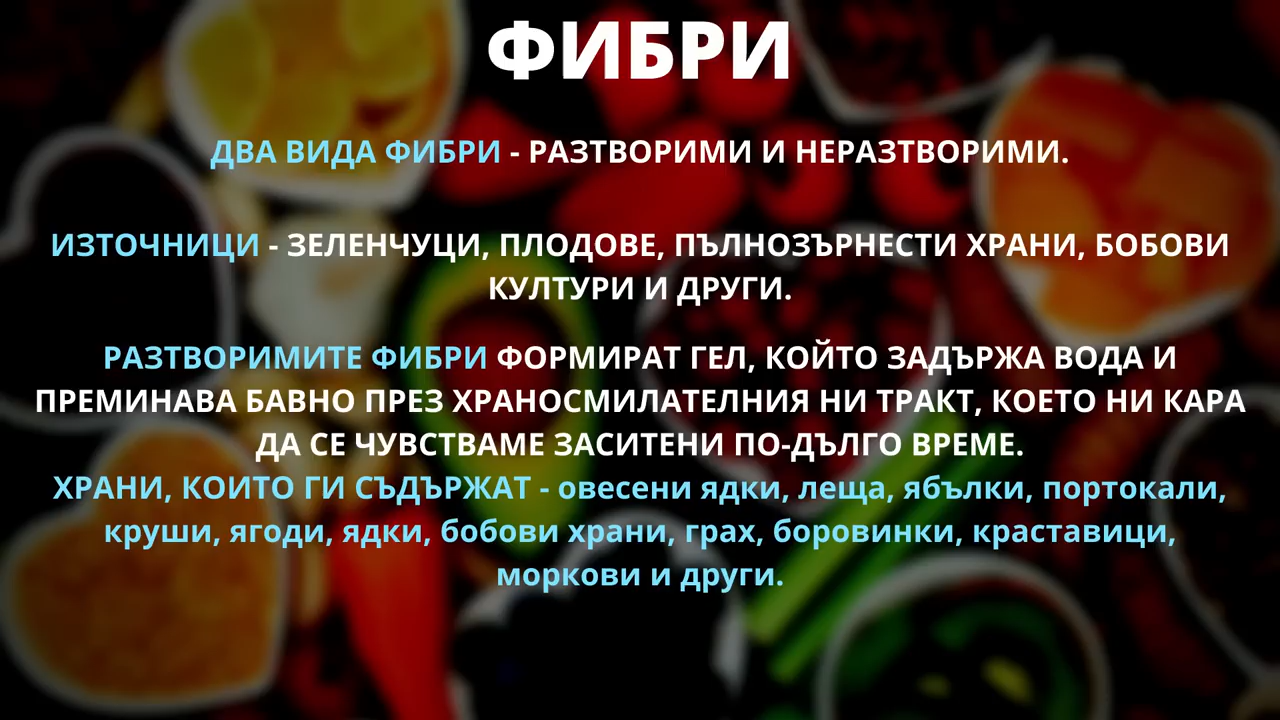 ФИБРИ
ДВА ВИДА ФИБРИ - РАЗТВОРИМИ И НЕРАЗТВОРИМИ.
ИЗТОЧНИЦИ - ЗЕЛЕНЧУЦИ, ПЛОДОВЕ, ПЪЛНОЗЪРНЕСТИ ХРАНИ, БОБОВИ
КУЛТУРИ И ДРУГИ.
РАЗТВОРИМИТЕ ФИБРИ ФОРМИРАТ ГЕЛ, КОЙТО ЗАДЪРЖА ВОДА И
ПРЕМИНАВА БАВНО ПРЕЗ ХРАНОСМИЛАТЕЛНИЯ НИ ТРАКТ, КОЕТО НИ КАРА
ДА СЕ ЧУВСТВАМЕ ЗАСИТЕНИ ПО-ДЪЛГО ВРЕМЕ.
ХРАНИ, КОИТО ГИ СЪДЪРЖАТ - овесени ядки, леща, ябълки, портокали,
круши, ягоди, ядки, бобови храни, грах, боровинки, краставици,
моркови и други.